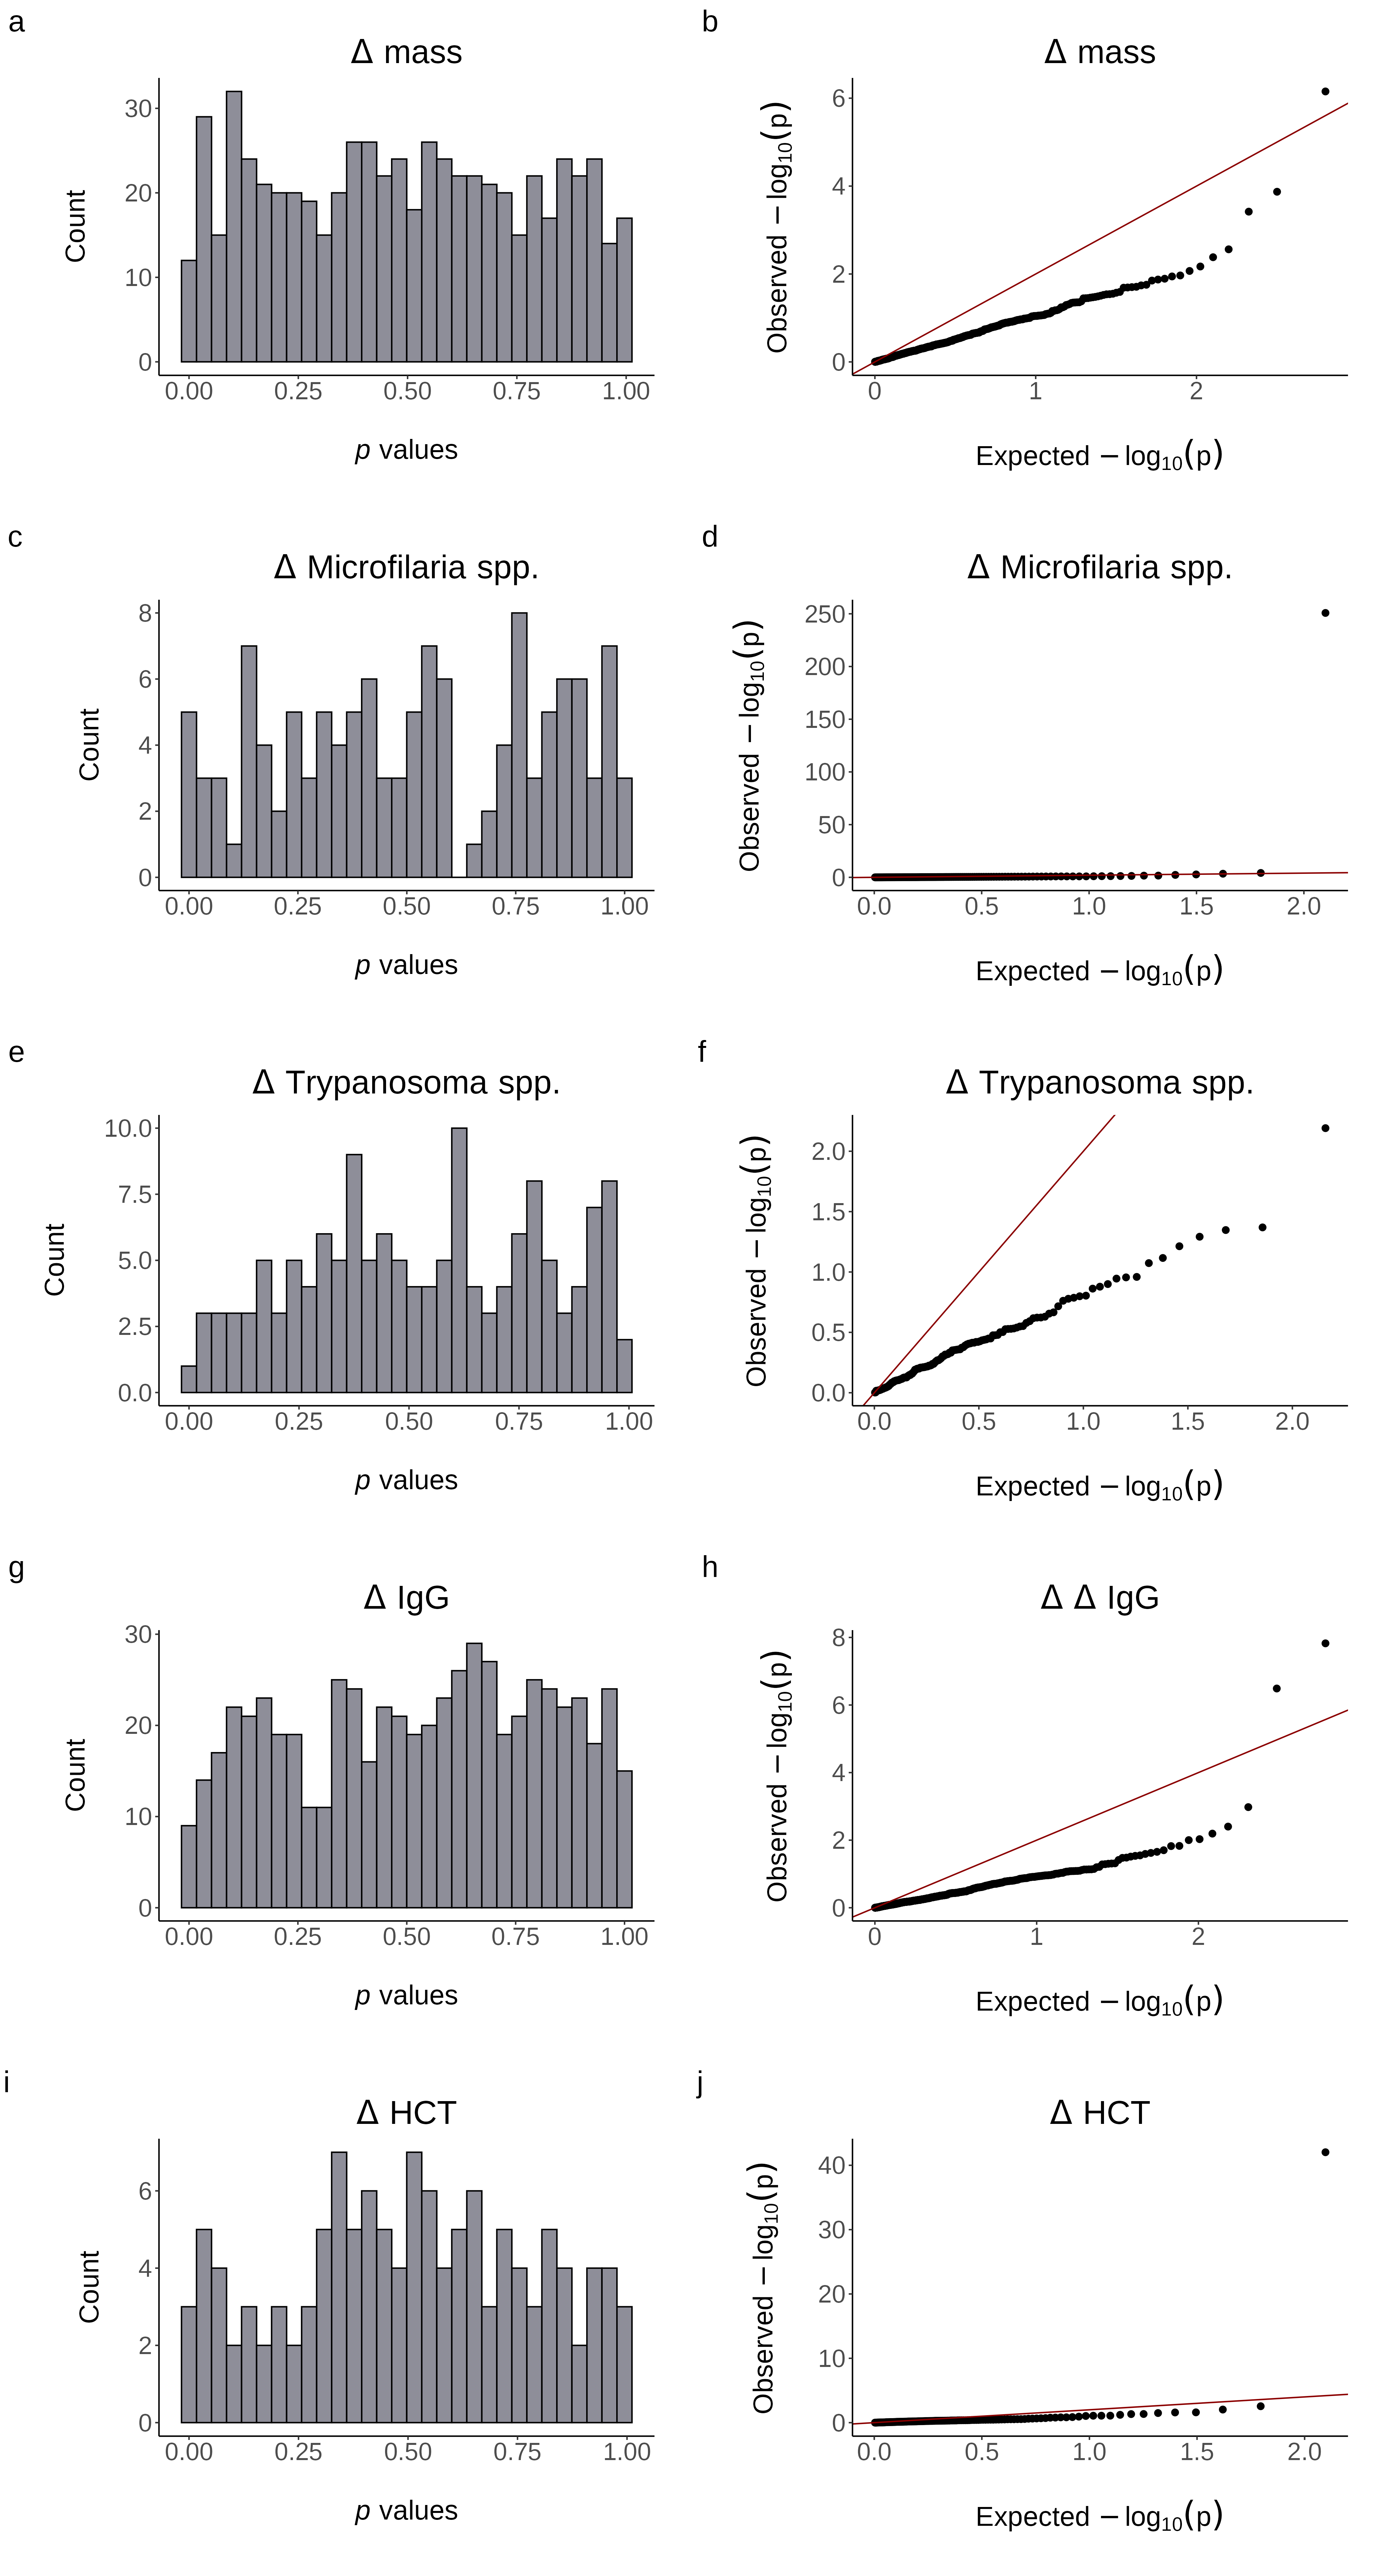 a
Δ mass
Count
30
20
10
0
0.00 0.25 0.50 0.75 1.00
p values
b
Δ mass
Observed −log10(p)
6
4
2
0
0 1 2
Expected −log10(p)
c
Δ Microfilaria spp.
Count
8
6
4
2
0
0.00 0.25 0.50 0.75 1.00
p values
d
Δ Microfilaria spp.
Observed −log10(p)
250
200
150
100
50
0
0.0 0.5 1.0 1.5 2.0
Expected −log10(p)
e
Δ Trypanosoma spp.
Count
10.0
7.5
5.0
2.5
0.0
0.00 0.25 0.50 0.75 1.00
p values
f
Δ Trypanosoma spp.
Observed −log10(p)
2.0
1.5
1.0
0.5
0.0
0.0 0.5 1.0 1.5 2.0
Expected −log10(p)
g
Δ IgG
Count
30
20
10
0
0.00 0.25 0.50 0.75 1.00
p values
h
Δ Δ IgG
Observed −log10(p)
8
6
4
2
0
0 1 2
Expected −log10(p)
i
Δ HCT
Count
6
4
2
0
0.00 0.25 0.50 0.75 1.00
p values
j
Δ HCT
Observed −log10(p)
40
30
20
10
0
0.0 0.5 1.0 1.5 2.0
Expected −log10(p)